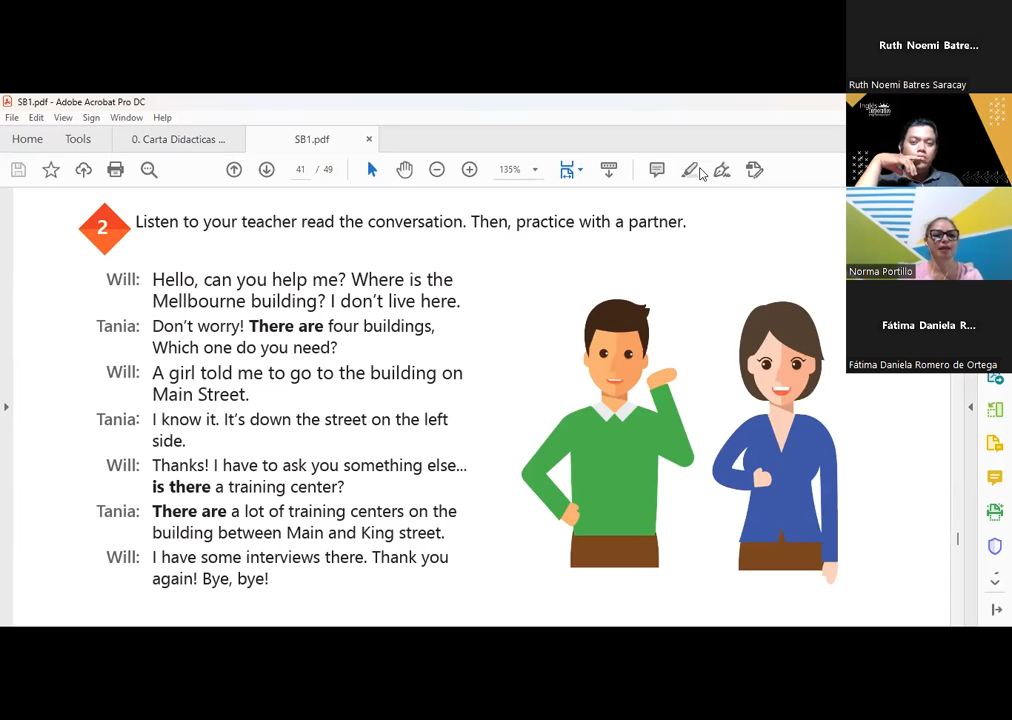 SB1.pdf - Adobe Acrobat Pro DC
File Edit View Sign Window Help
Home Tools 0. Carta Didacticas ... SB1.pdf ×
41 / 49 135%
2 Listen to your teacher read the conversation. Then, practice with a partner.
Will: Hello, can you help me? Where is the
Mellbourne building? I don't live here.
Tania: Don't worry! There are four buildings,
Which one do you need?
Will: A girl told me to go to the building on
Main Street.
Tania: I know it. It's down the street on the left
side.
Will: Thanks! I have to ask you something else...
is there a training center?
Tania: There are a lot of training centers on the
building between Main and King street.
Will: I have some interviews there. Thank you
again! Bye, bye!
Ruth Noemi Batre...
Ruth Noemi Batres Saracay
Inglés
Norma Portillo
Fátima Daniela R...
Fátima Daniela Romero de Ortega